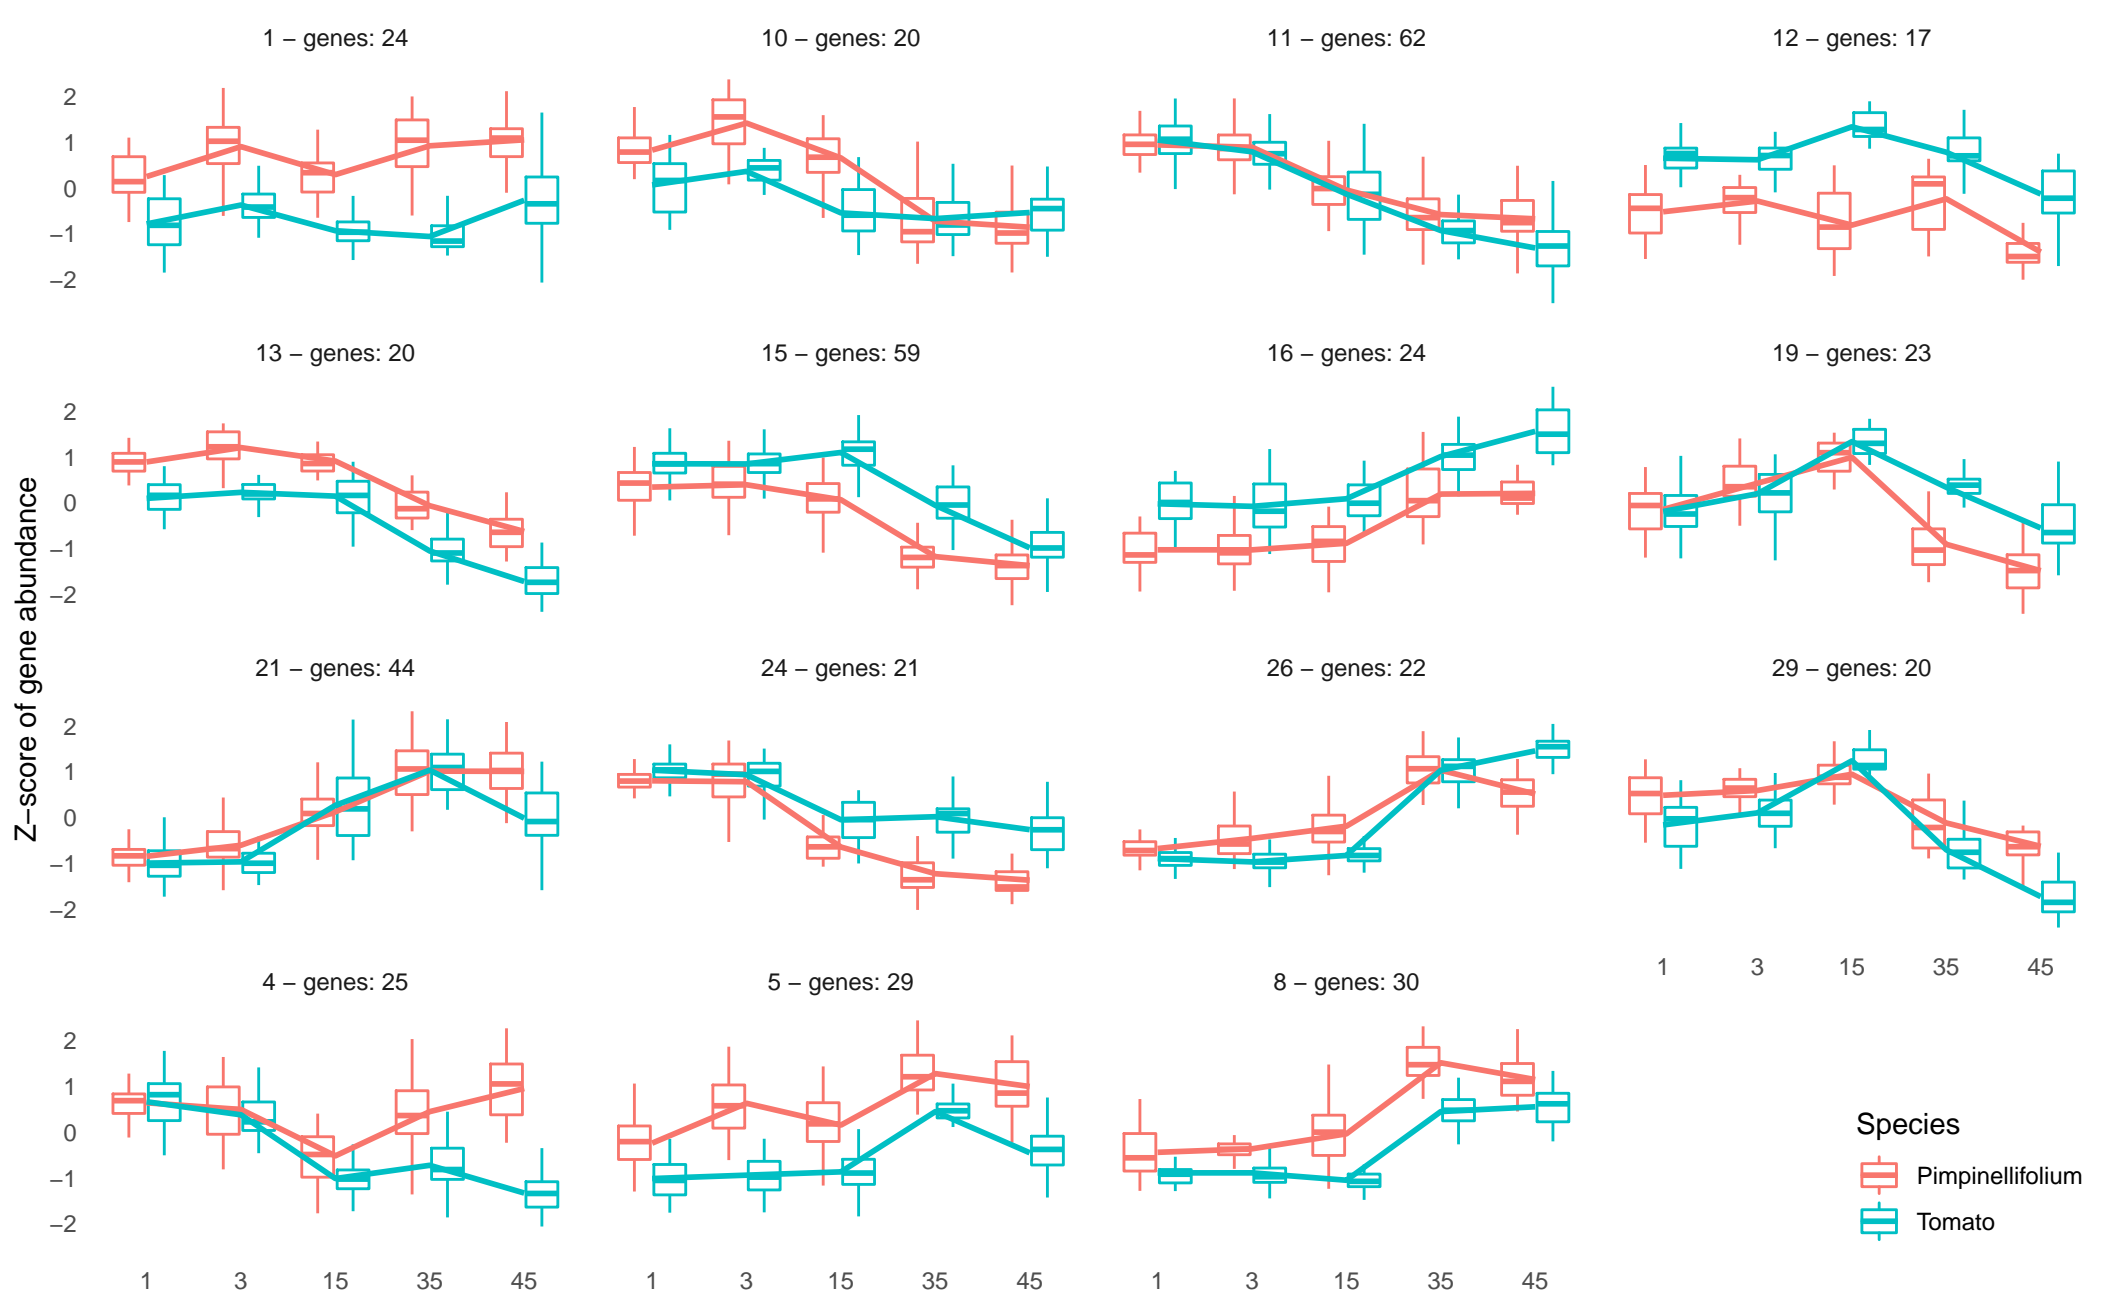 1 – genes: 24
10 – genes: 20
11 – genes: 62
12 – genes: 17
2
1
0
−1
−2
13 – genes: 20
15 – genes: 59
16 – genes: 24
19 – genes: 23
2
1
0
−1
−2
Z−score of gene abundance
21 – genes: 44
24 – genes: 21
26 – genes: 22
29 – genes: 20
2
1
0
−1
−2
1 3 15 35 45
4 – genes: 25
5 – genes: 29
8 – genes: 30
2
1
0
−1
−2
1 3 15 35 45
1 3 15 35 45
1 3 15 35 45
Species
Pimpinellifolium
Tomato